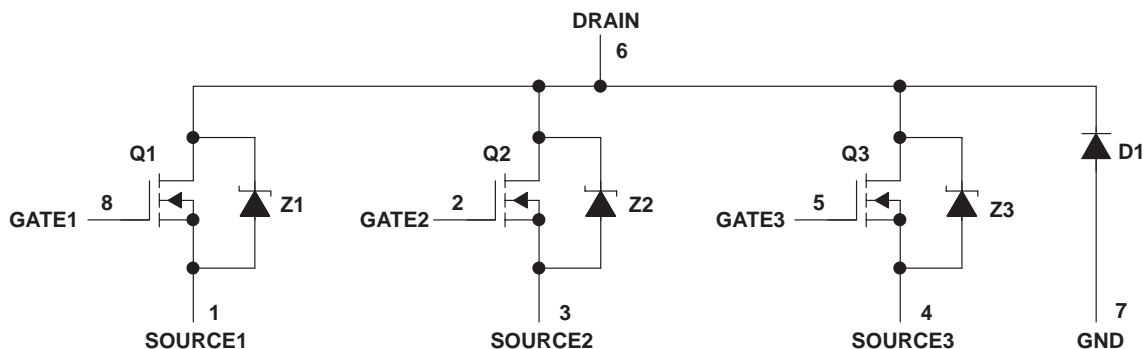 DRAIN
6
Q1
Q2
Q3
D1
8
Z1
2
Z2
5
Z3
GATE1
GATE2
GATE3
1
3
4
7
SOURCE1
SOURCE2
SOURCE3
GND